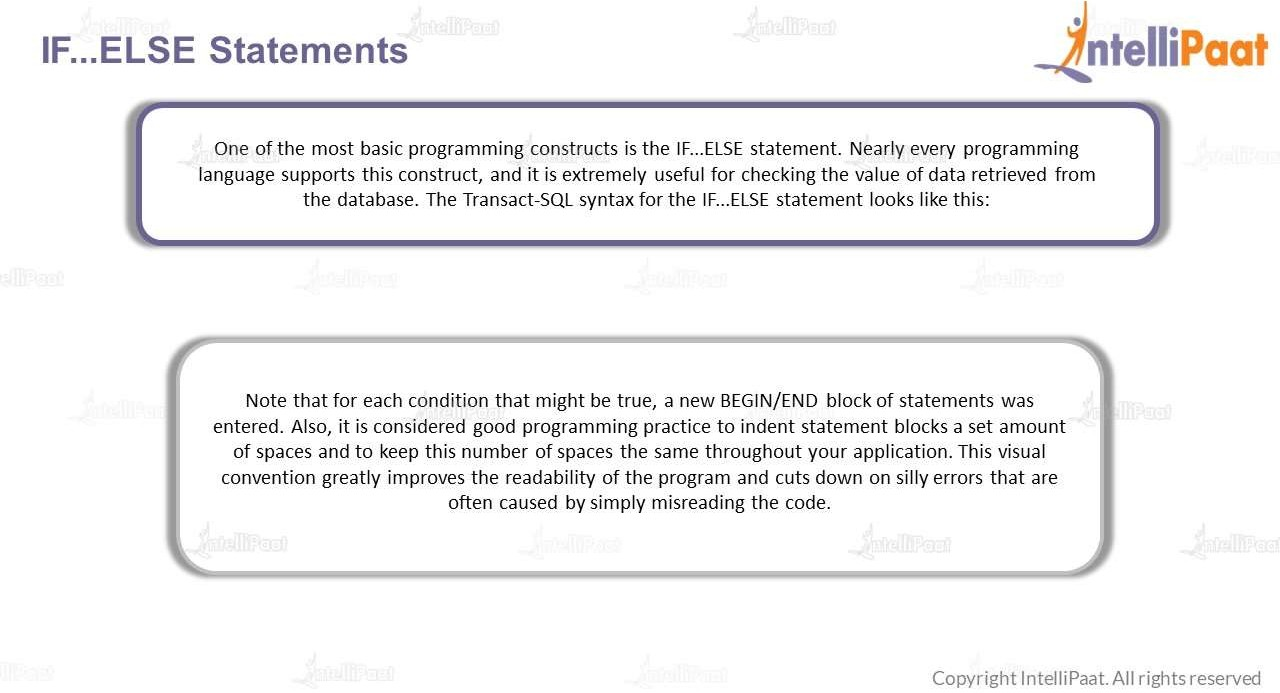 IF...ELSE Statements
IntelliPaat
One of the most basic programming constructs is the IF...ELSE statement. Nearly every programming
language supports this construct, and it is extremely useful for checking the value of data retrieved from
the database. The Transact-SQL syntax for the IF...ELSE statement looks like this:
Note that for each condition that might be true, a new BEGIN/END block of statements was
entered. Also, it is considered good programming practice to indent statement blocks a set amount
of spaces and to keep this number of spaces the same throughout your application. This visual
convention greatly improves the readability of the program and cuts down on silly errors that are
often caused by simply misreading the code.
Copyright IntelliPaat. All rights reserved